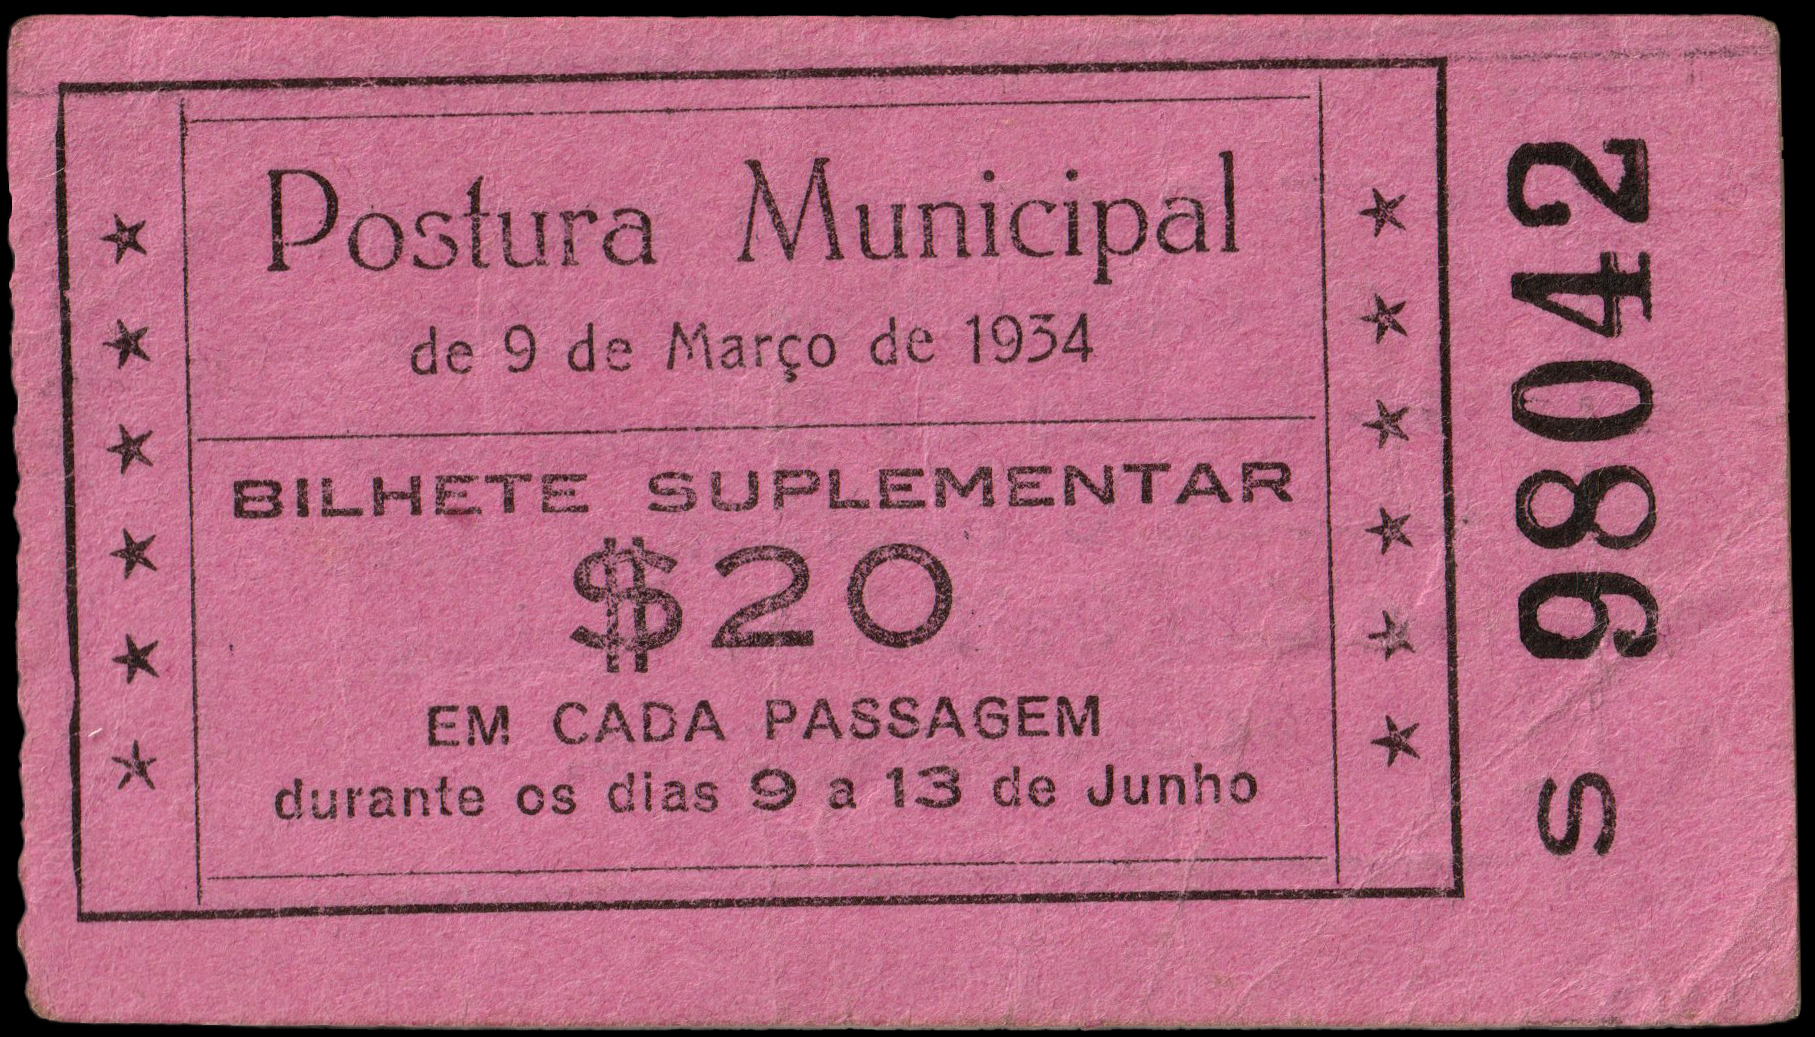 Postura Municipal
de 9 de Março de 1934
BILHETE SUPLEMENTAR
$20
EM CADA PASSAGEM
durante os dias 9 a 13 de Junho
S 98042